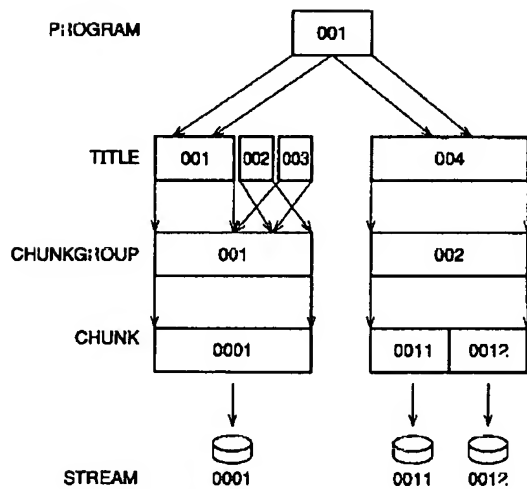 PROGRAM 001
TITLE 001 002 003 004
CHUNKGROUP 001 002
CHUNK 0001 0011 0012
STREAM 0001 0011 0012